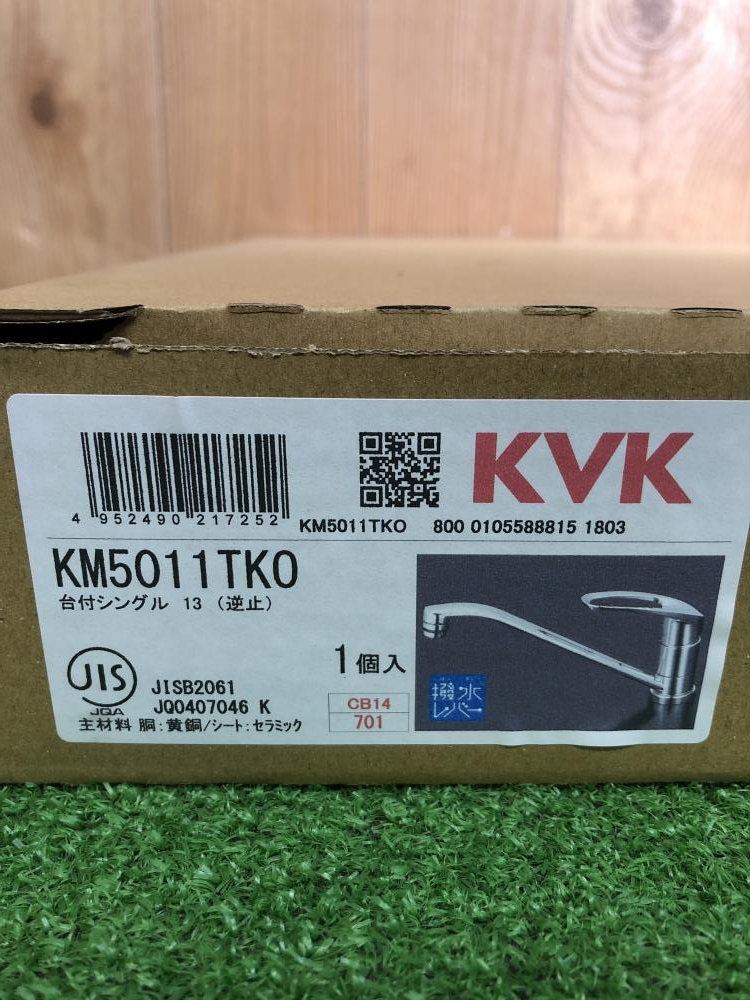 KVK
4 952490 217252
KM5011TKO 800 0105588815 1803
KM5011TKO
台付シングル 13 (逆止)
1個入
JIS
JQA
JISB2061
JQ0407046 K
主材料 胴:黄銅/シート:セラミック
CB14
701
撥水
レバー